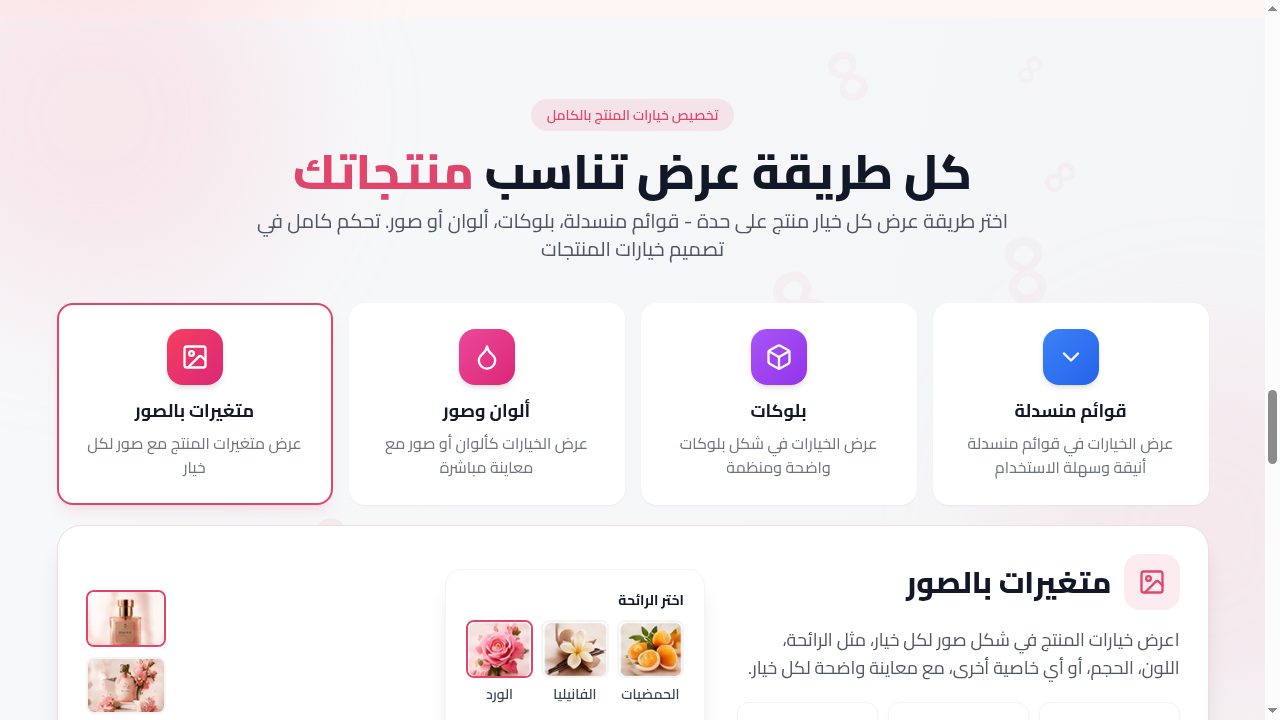 تخصيص خيارات المنتج بالكامل
كل طريقة عرض تناسب منتجاتك
اختر طريقة عرض كل خيار منتج على حدة - قوائم منسدلة، بلوكات، ألوان أو صور. تحكم كامل في
تصميم خيارات المنتجات
قوائم منسدلة
عرض الخيارات في قوائم منسدلة
أنيقة وسهلة الاستخدام
بلوكات
عرض الخيارات في شكل بلوكات
واضحة ومنظمة
ألوان وصور
عرض الخيارات كألوان أو صور مع
معاينة مباشرة
متغيرات بالصور
عرض متغيرات المنتج مع صور لكل
خيار
متغيرات بالصور
اعرض خيارات المنتج في شكل صور لكل خيار، مثل الرائحة،
اللون، الحجم، أو أي خاصية أخرى، مع معاينة واضحة لكل خيار.
اختر الرائحة
الحمضيات
الفانيليا
الورد